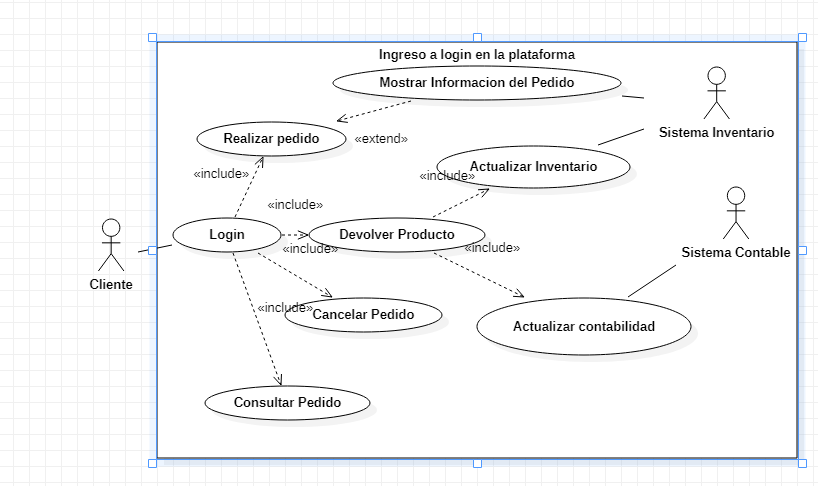 Ingreso a login en la plataforma
Mostrar Informacion del Pedido
Sistema Inventario
Realizar pedido
«extend»
Actualizar Inventario
«include»
«include»
«include»
Login
Devolver Producto
«include»
«include»
Sistema Contable
Cliente
«include»
Cancelar Pedido
Actualizar contabilidad
Consultar Pedido